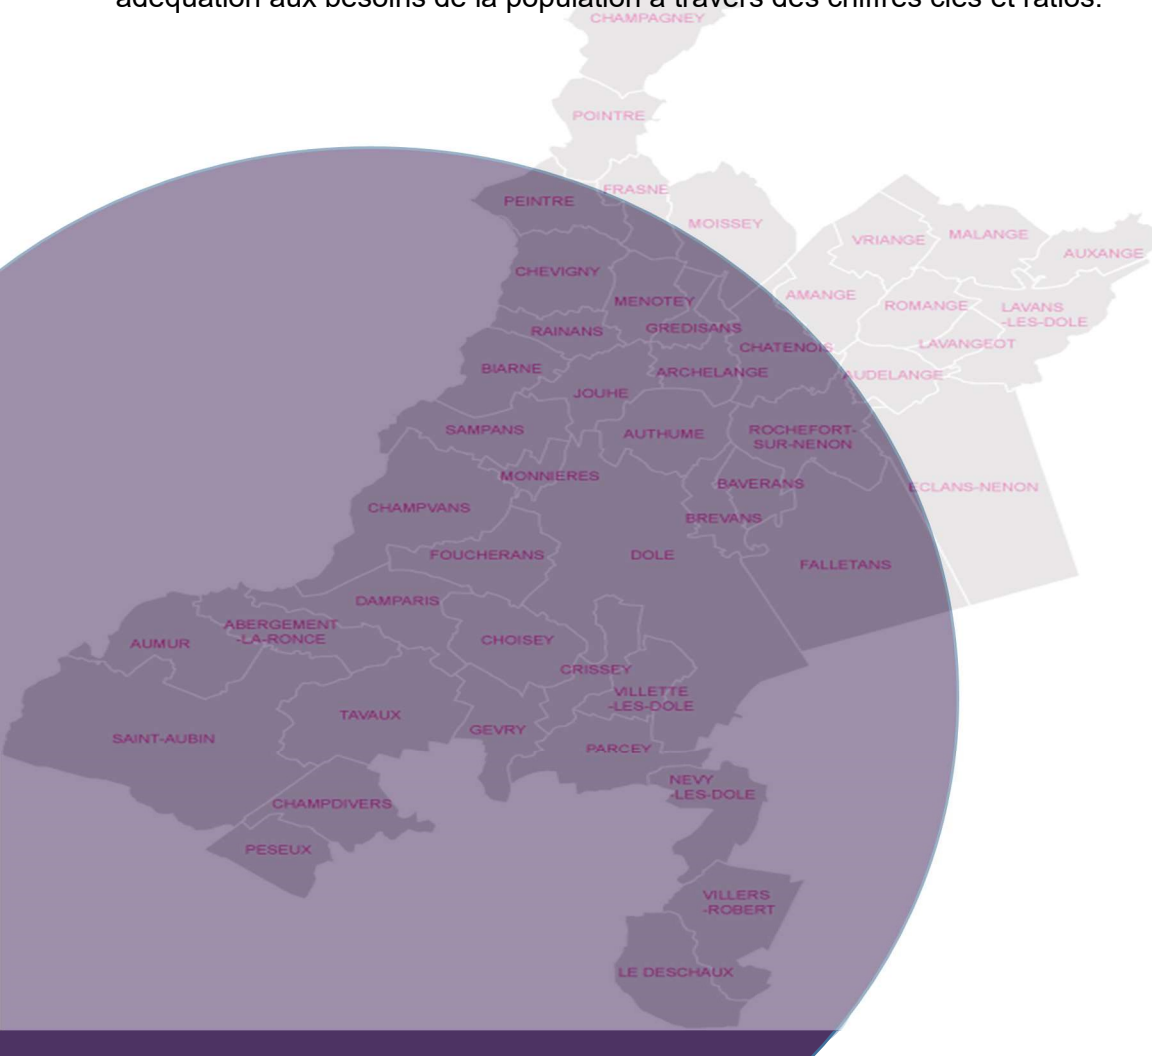 adéquation aux besoins de la population à travers des chiffres clés et ratios.
CHAMPAGNEY
POINTRE
FRASNE
PEINTRE
MOISSEY
VRIANGE
MALANGE
AUXANGE
CHEVIGNY
AMANGE
MENOTEY
ROMANGE
LAVANS
-LES-DOLE
RAINANS
GREDISANS
CHATENOIS
LAVANGEOT
BIARNE
ARCHELANGE
AUDELANGE
JOUHE
SAMPANS
AUTHUME
ROCHEFORT-
SUR-NENON
MONNIERES
BAVERANS
ECLANS-NENON
CHAMPVANS
BREVANS
FOUCHERANS
DOLE
FALLETANS
DAMPARIS
ABERGEMENT
-LA-RONCE
AUMUR
CHOISEY
CRISSEY
VILLETTE
-LES-DOLE
TAVAUX
GEVRY
SAINT-AUBIN
PARCEY
NEVY
-LES-DOLE
CHAMPDIVERS
PESEUX
VILLERS
-ROBERT
LE DESCHAUX